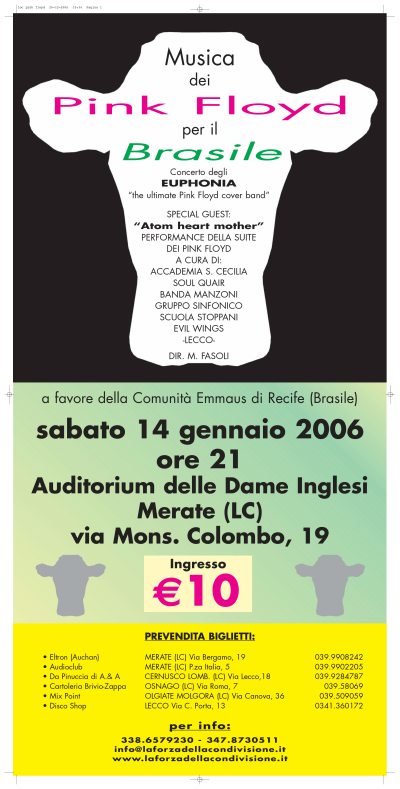 Musica
dei
Pink Floyd
per il
Brasile
Concerto degli
EUPHONIA
“the ultimate Pink Floyd cover band”
SPECIAL GUEST:
“Atom heart mother”
PERFORMANCE DELLA SUITE
DEI PINK FLOYD
A CURA DI:
ACCADEMIA S. CECILIA
SOUL QUAIR
BANDA MANZONI
GRUPPO SINFONICO
SCUOLA STOPPANI
EVIL WINGS
-LECCO-
DIR. M. FASOLI
a favore della Comunità Emmaus di Recife (Brasile)
sabato 14 gennaio 2006
ore 21
Auditorium delle Dame Inglesi
Merate (LC)
via Mons. Colombo, 19
Ingresso
€10
PREVENDITA BIGLIETTI:
• Eltron (Auchan) MERATE (LC) Via Bergamo, 19 039.9908242
• Audioclub MERATE (LC) P.za Italia, 5 039.9902205
• Da Pinuccia di A.& A CERNUSCO LOMB. (LC) Via Lecco,18 039.9284787
• Cartoleria Brivio-Zappa OSNAGO (LC) Via Roma, 7 039.58069
• Mix Point OLGIATE MOLGORA (LC) Via Canova, 36 039.509059
• Disco Shop LECCO Via C. Porta, 13 0341.360172
per info:
338.6579230 - 347.8730511
info@laforzadellacondivisione.it
www.laforzadellacondivisione.it